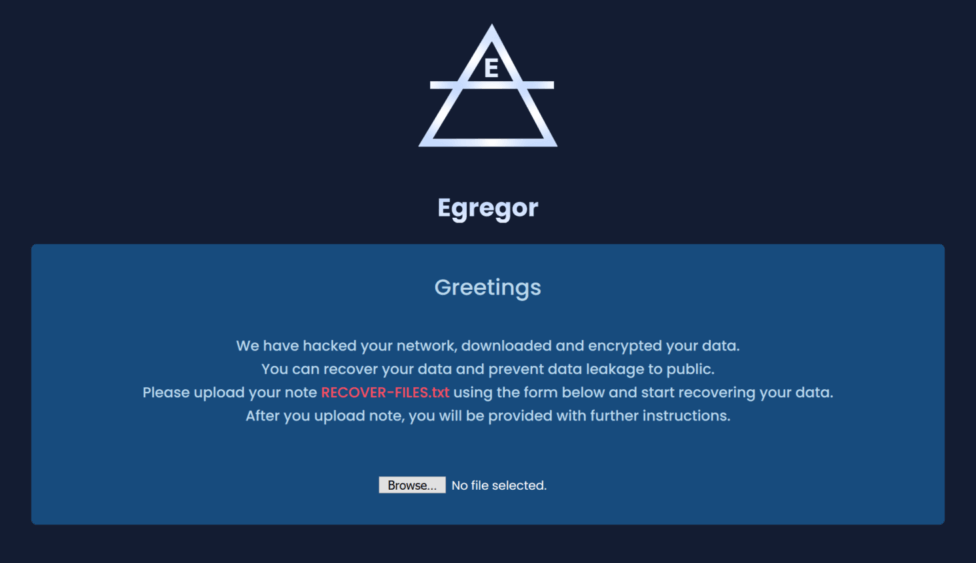 E
Egregor
Greetings
We have hacked your network, downloaded and encrypted your data.
You can recover your data and prevent data leakage to public.
Please upload your note RECOVER-FILES.txt using the form below and start recovering your data.
After you upload note, you will be provided with further instructions.
Browse... No file selected.